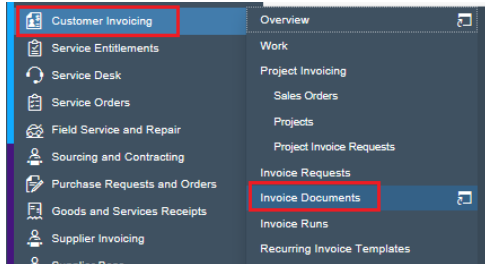 Customer Invoicing
Service Entitlements
Service Desk
Service Orders
Field Service and Repair
Sourcing and Contracting
Purchase Requests and Orders
Goods and Services Receipts
Supplier Invoicing
Overview
Work
Project Invoicing
Sales Orders
Projects
Project Invoice Requests
Invoice Requests
Invoice Documents
Invoice Runs
Recurring Invoice Templates